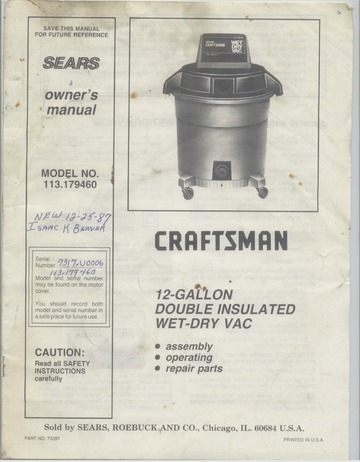 SAVE THIS MANUAL
FOR FUTURE REFERENCE
SEARS
owner's
manual
MODEL NO.
113.179460
NEW 12-25-87
ISAAC K BEAVER
Serial
Number 7317.U0006
113.179460
Model and serial number
may be found on the motor
cover.
You should record both
model and serial number in
a safe place for future use.
CAUTION:
Read all SAFETY
INSTRUCTIONS
carefully
CRAFTSMAN
WET
DRY
VAC
CRAFTSMAN
12-GALLON
DOUBLE INSULATED
WET-DRY VAC
• assembly
• operating
• repair parts
Sold by SEARS, ROEBUCK AND CO., Chicago, IL. 60684 U.S.A.
PART NO. 73387
PRINTED IN U.S.A.